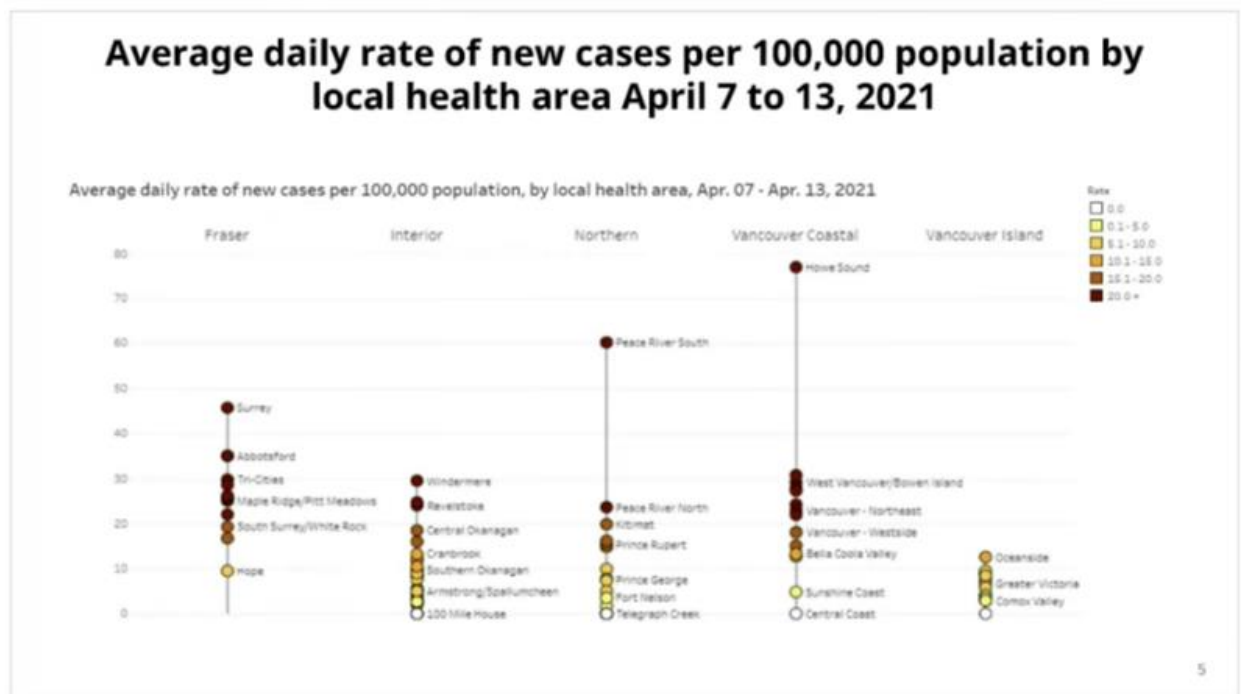 Average daily rate of new cases per 100,000 population by
local health area April 7 to 13, 2021
Average daily rate of new cases per 100,000 population, by local health area, Apr. 07 - Apr. 13, 2021
Rate
0.0
0.1 - 5.0
5.1 - 10.0
10.1 - 15.0
15.1 - 20.0
20.0 +
Fraser Interior Northern Vancouver Coastal Vancouver Island
80
70
60
50
40
30
20
10
0
Surrey
Abbotsford
Tri-Cities
Maple Ridge/Pitt Meadows
South Surrey/White Rock
Hope
Windermere
Revelstoke
Central Okanagan
Cranbrook
Southern Okanagan
Armstrong/Spallumcheen
100 Mile House
Peace River South
Peace River North
Kitimat
Prince Rupert
Prince George
Fort Nelson
Telegraph Creek
Howe Sound
West Vancouver/Bowen Island
Vancouver - Northeast
Vancouver - Westside
Bella Coola Valley
Sunshine Coast
Central Coast
Oceanside
Greater Victoria
Comox Valley
5